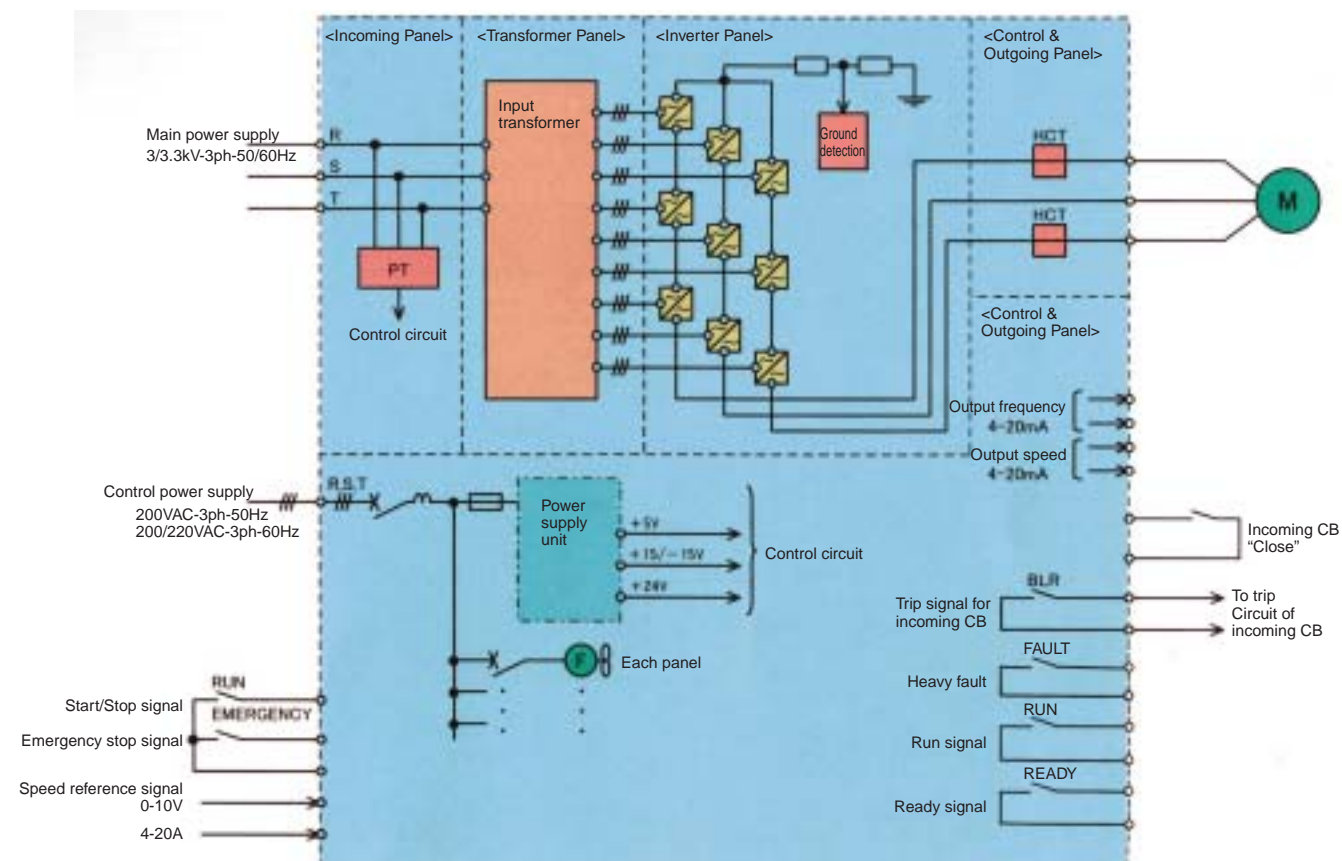 <Incoming Panel>
<Transformer Panel>
<Inverter Panel>
<Control &
Outgoing Panel>
Input
transformer
Main power supply
3/3.3kV-3ph-50/60Hz
R
S
T
PT
Control circuit
Ground
detection
HCT
HCT
M
<Control &
Outgoing Panel>
Output frequency
4-20mA
Output speed
4-20mA
Control power supply
200VAC-3ph-50Hz
200/220VAC-3ph-60Hz
R.S.T
Power
supply
unit
+5V
+15/-15V
+24V
Control circuit
F
Each panel
Incoming CB
“Close”
BLR
Trip signal for
incoming CB
To trip
Circuit of
incoming CB
FAULT
Heavy fault
RUN
Run signal
READY
Ready signal
RUN
Start/Stop signal
EMERGENCY
Emergency stop signal
Speed reference signal
0-10V
4-20A